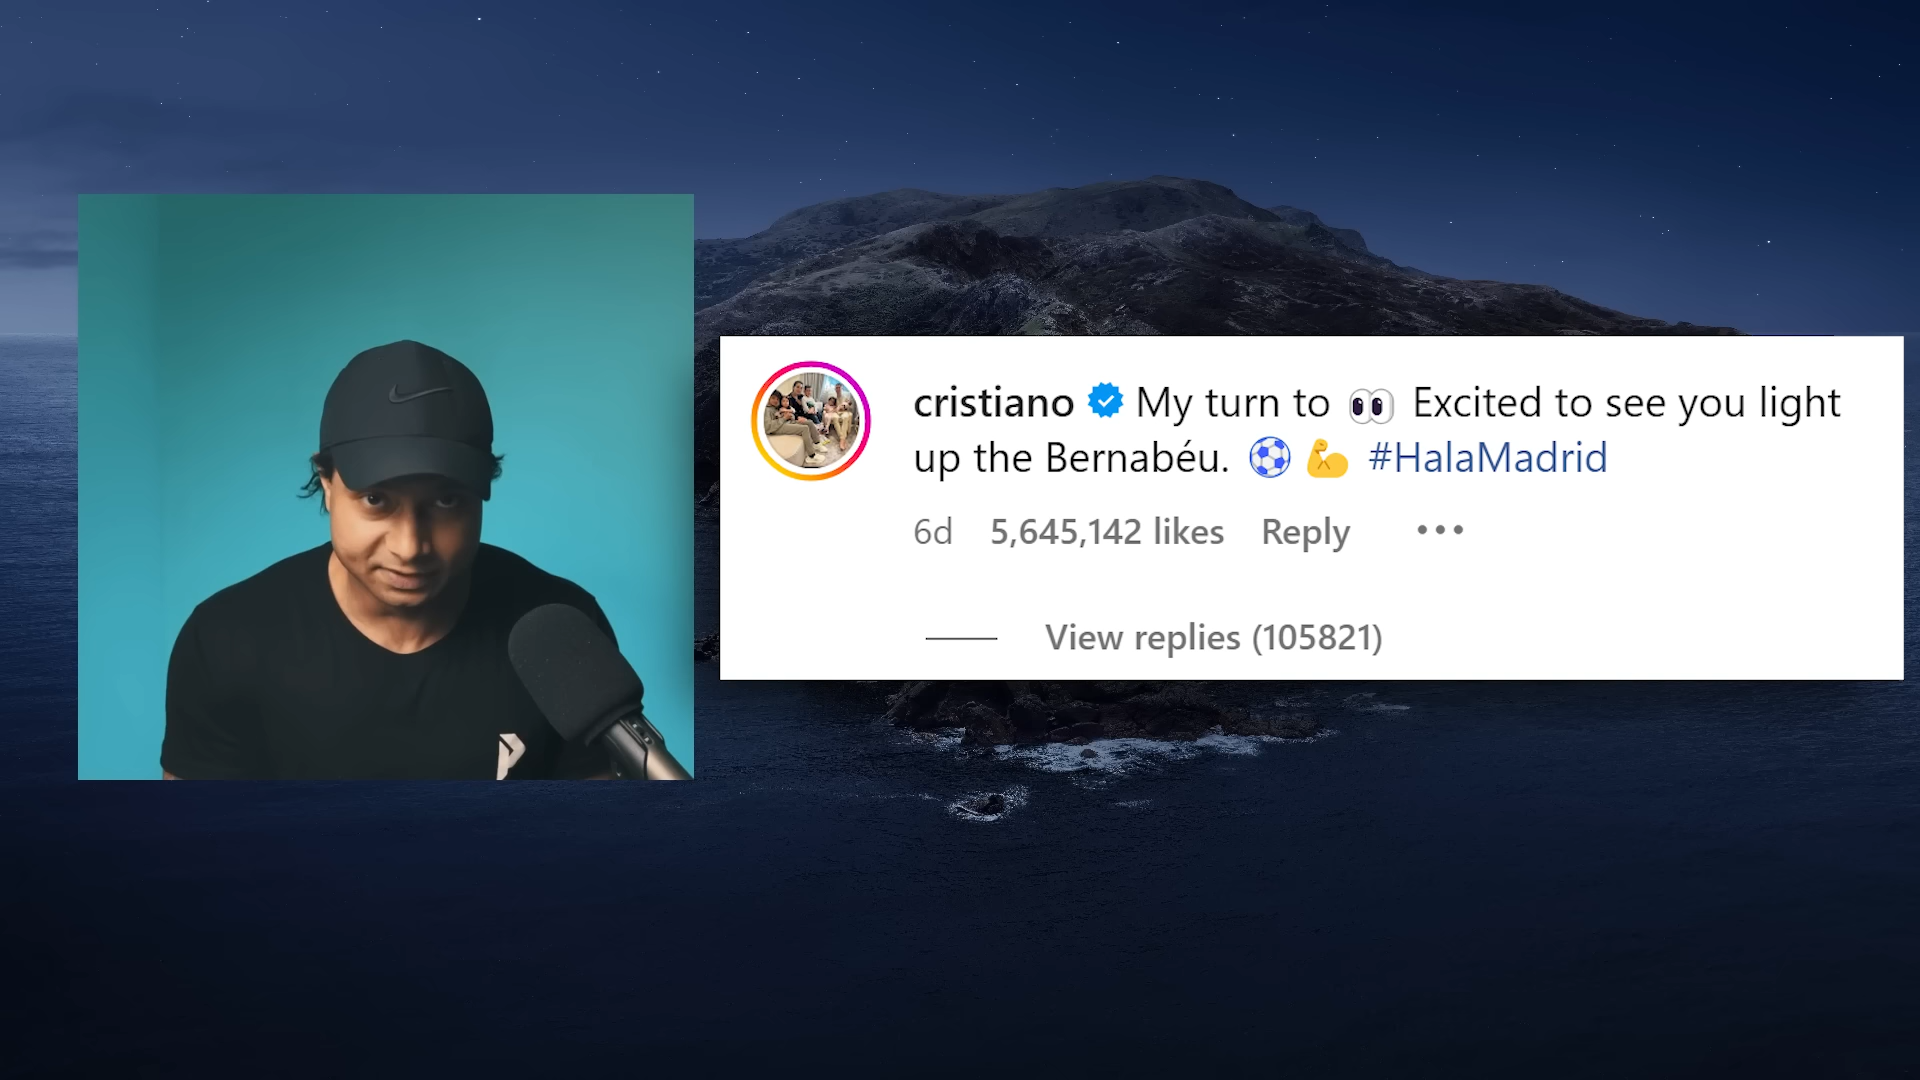 cristiano My turn to 👀 Excited to see you light
up the Bernabéu. ⚽ 💪 #HalaMadrid
6d 5,645,142 likes Reply •••
View replies (105821)